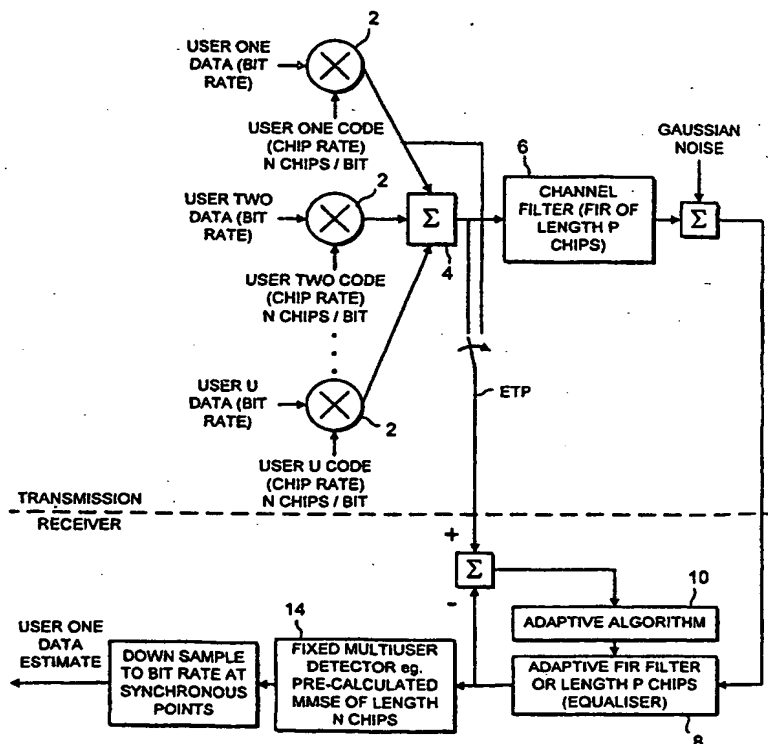 2
USER ONE
DATA (BIT
RATE)
USER ONE CODE
(CHIP RATE)
N CHIPS / BIT
GAUSSIAN
NOISE
6
2
CHANNEL
FILTER (FIR OF
LENGTH P
CHIPS)
Σ
USER TWO
DATA (BIT
RATE)
Σ
4
USER TWO CODE
(CHIP RATE)
N CHIPS / BIT
USER U
DATA (BIT
RATE)
2
ETP
USER U CODE
(CHIP RATE)
N CHIPS / BIT
TRANSMISSION
RECEIVER
+
Σ
-
10
ADAPTIVE ALGORITHM
14
USER ONE
DATA
ESTIMATE
DOWN SAMPLE
TO BIT RATE AT
SYNCHRONOUS
POINTS
FIXED MULTIUSER
DETECTOR eg.
PRE-CALCULATED
MMSE OF LENGTH
N CHIPS
ADAPTIVE FIR FILTER
OR LENGTH P CHIPS
(EQUALISER)
8